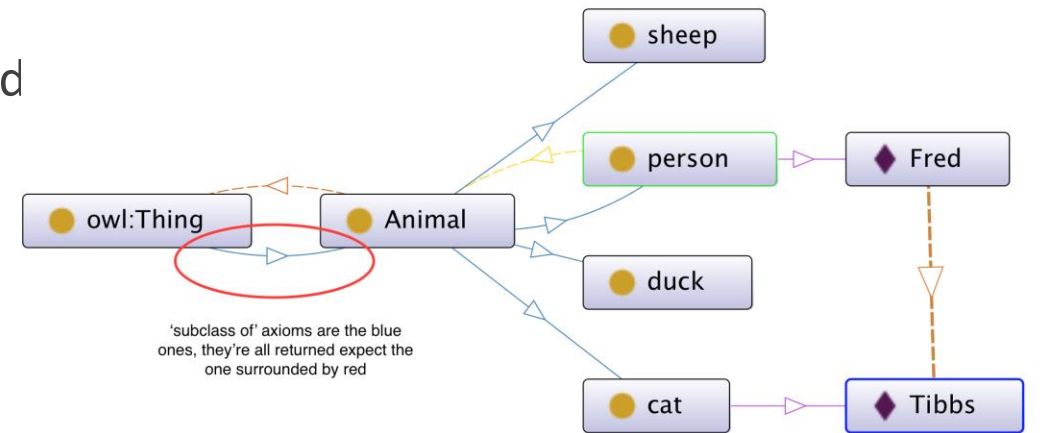 d
sheep
person
Fred
owl:Thing
Animal
duck
‘subclass of’ axioms are the blue
ones, they’re all returned expect the
one surrounded by red
cat
Tibbs